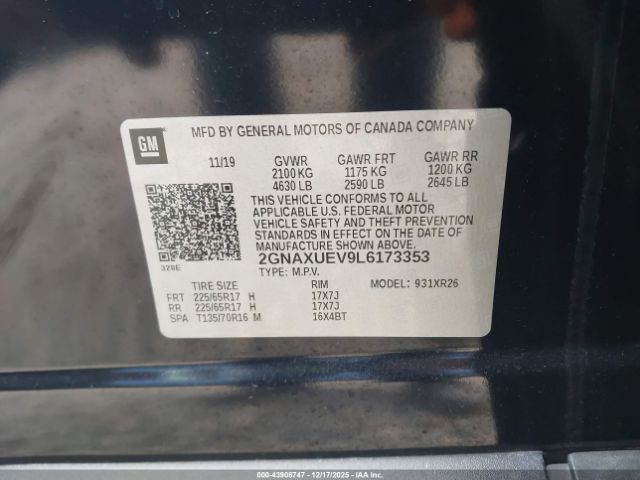 GM
MFD BY GENERAL MOTORS OF CANADA COMPANY
11/19 GVWR GAWR FRT GAWR RR
2100 KG 1175 KG 1200 KG
4630 LB 2590 LB 2645 LB
THIS VEHICLE CONFORMS TO ALL
APPLICABLE U.S. FEDERAL MOTOR
VEHICLE SAFETY AND THEFT PREVENTION
STANDARDS IN EFFECT ON THE DATE OF
MANUFACTURE SHOWN ABOVE.
2GNAXUEV9L6173353
TYPE: M.P.V. MODEL: 931XR26
328E
TIRE SIZE RIM
FRT 225/65R17 H 17X7J
RR 225/65R17 H 17X7J
SPA T135/70R16 M 16X4BT
000-43908747 - 12/17/2025 - COPYRIGHT IAA, LLC